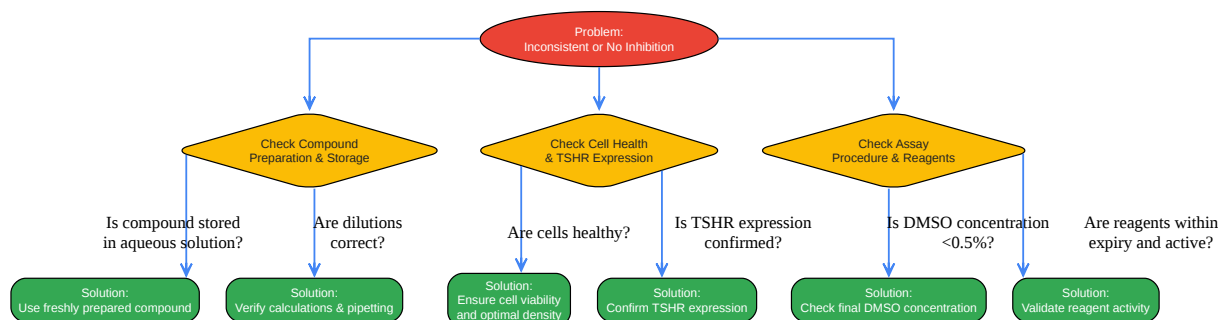 Problem:
Inconsistent or No Inhibition
Check Compound
Preparation & Storage
Check Cell Health
& TSHR Expression
Check Assay
Procedure & Reagents
Is compound stored
in aqueous solution?
Are dilutions
correct?
Are cells healthy?
Is TSHR expression
confirmed?
Is DMSO concentration
<0.5%?
Are reagents within
expiry and active?
Solution:
Use freshly prepared compound
Solution:
Verify calculations & pipetting
Solution:
Ensure cell viability
and optimal density
Solution:
Confirm TSHR expression
Solution:
Check final DMSO concentration
Solution:
Validate reagent activity